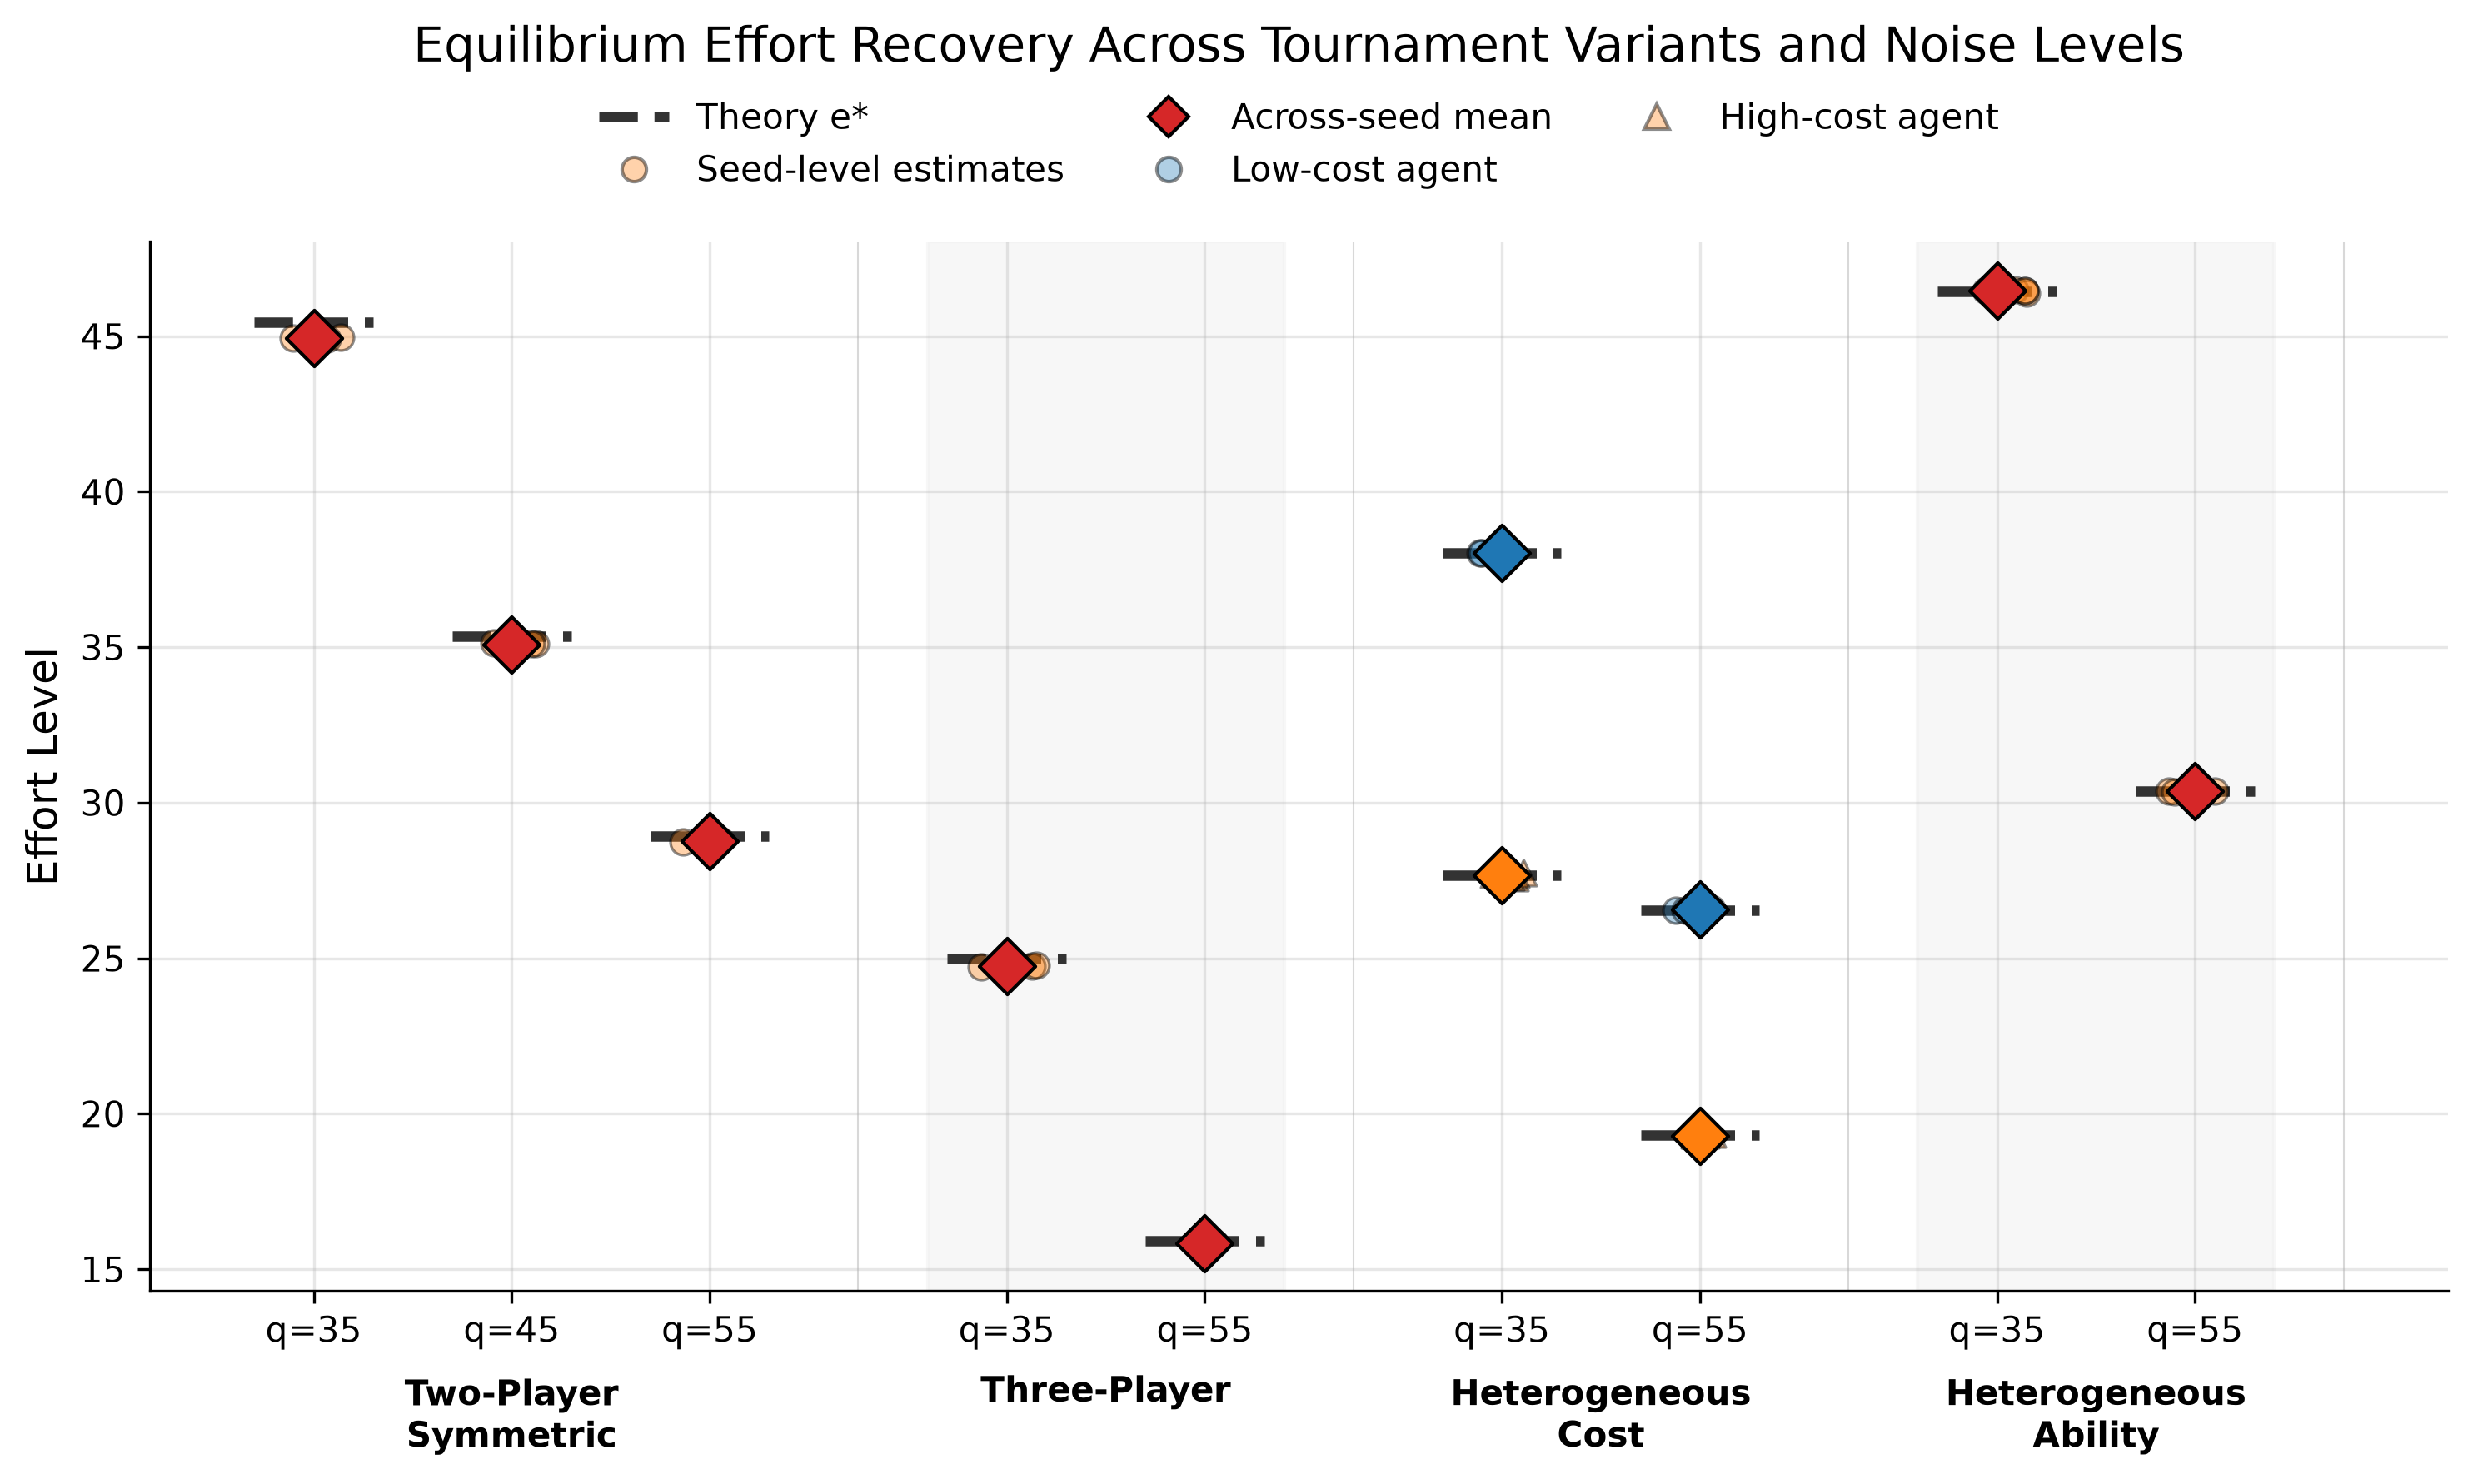 Equilibrium Effort Recovery Across Tournament Variants and Noise Levels
Theory e*
Across-seed mean
High-cost agent
Seed-level estimates
Low-cost agent
Effort Level
45
40
35
30
25
20
15
q=35
q=45
q=55
q=35
q=55
q=35
q=55
q=35
q=55
Two-Player
Symmetric
Three-Player
Heterogeneous
Cost
Heterogeneous
Ability